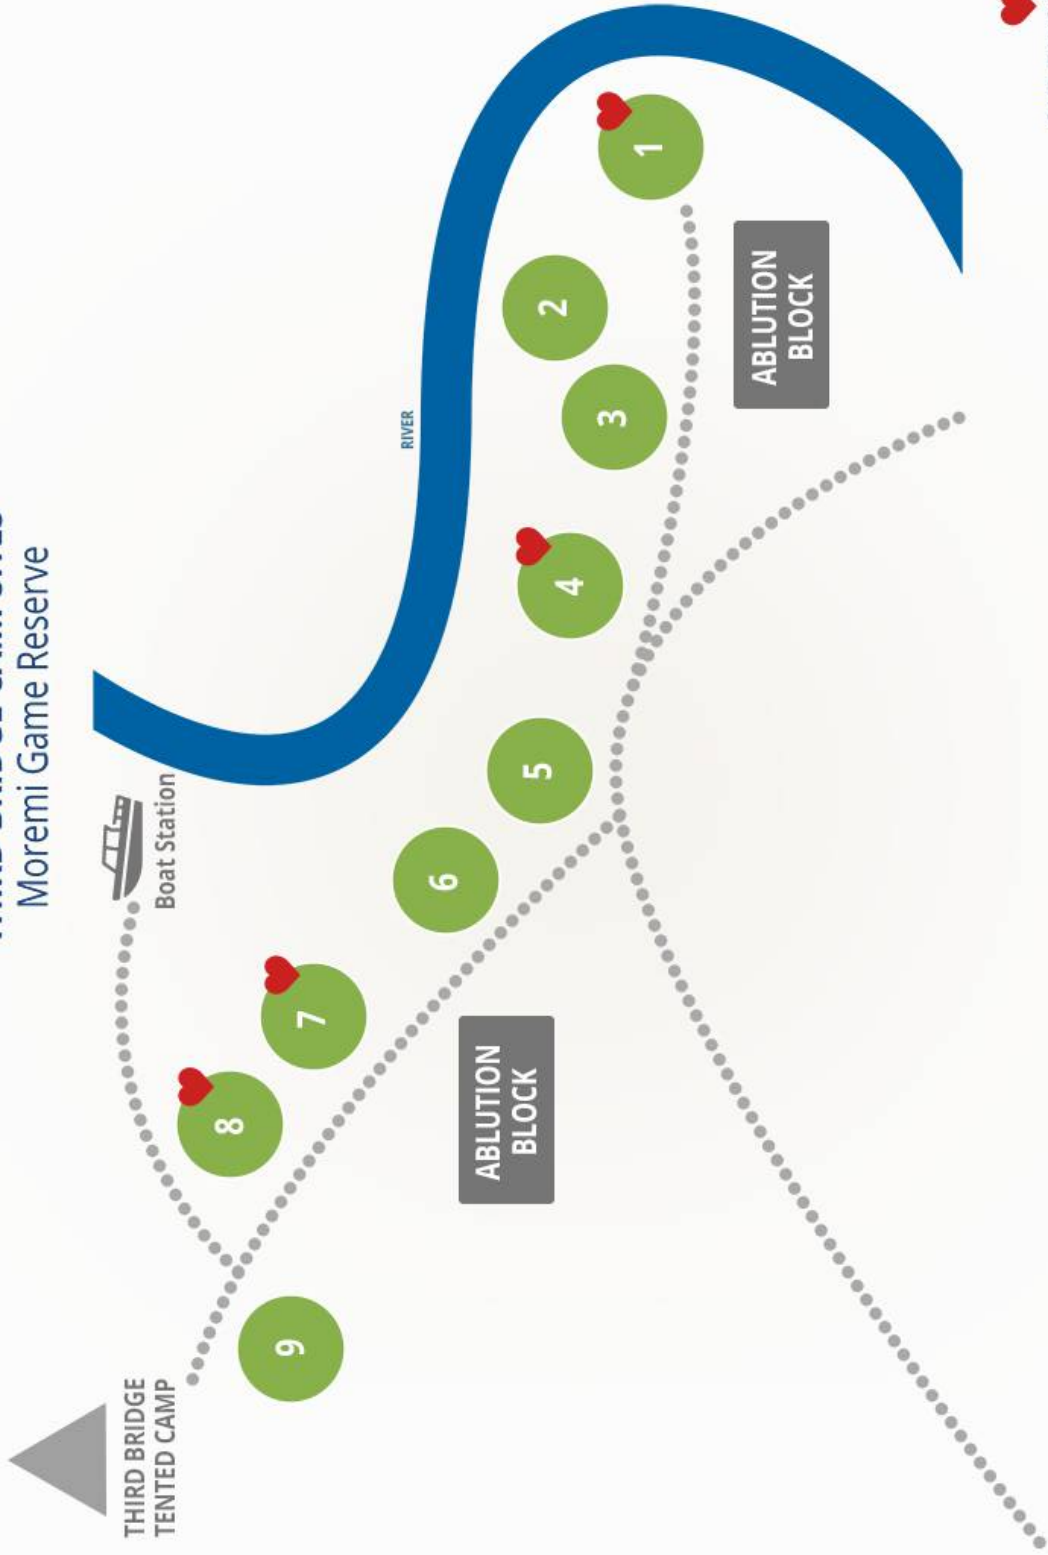 Moremi Game Reserve
THIRD BRIDGE
TENTED CAMP
Boat Station
RIVER
9
8
7
6
5
4
3
2
1
ABLUTION
BLOCK
ABLUTION
BLOCK